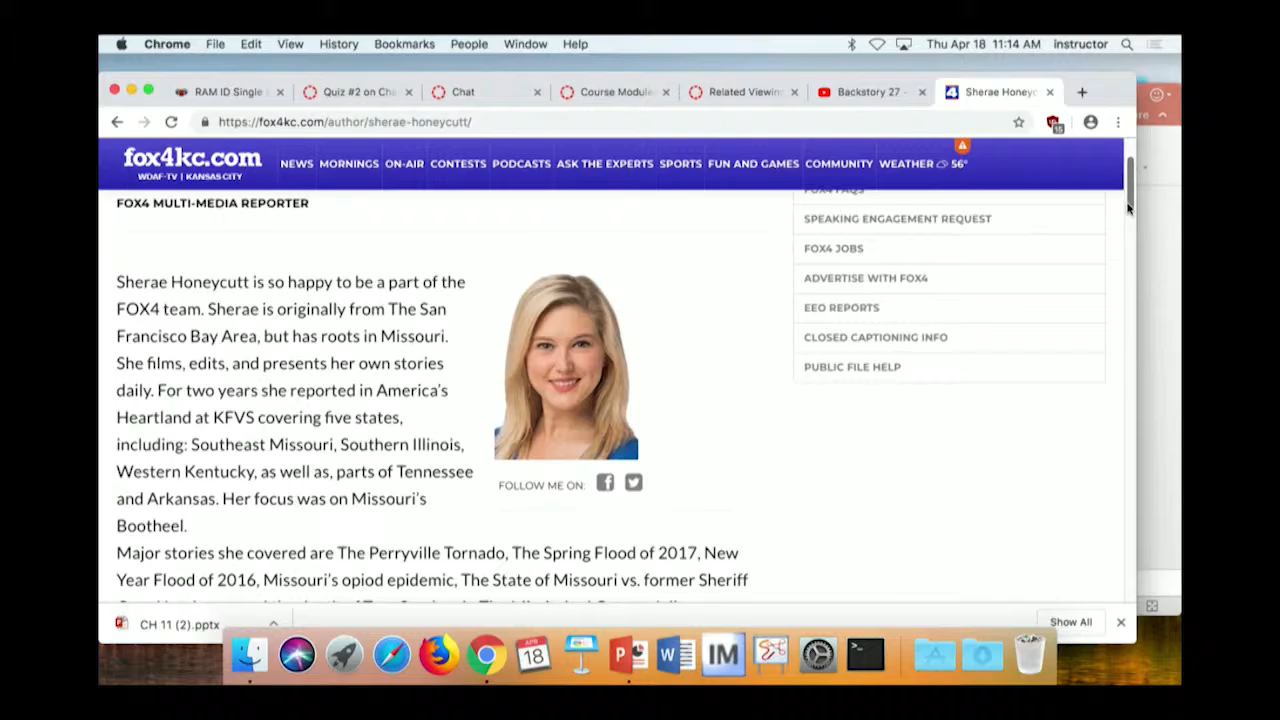 Chrome File Edit View History Bookmarks People Window Help Thu Apr 18 11:14 AM instructor
RAM ID Single Quiz #2 on Cha Chat Course Module Related Viewin Backstory 27 - Sherae Honeyc
https://fox4kc.com/author/sherae-honeycutt/
15
fox4kc.com
WDAF-TV | KANSAS CITY
NEWS MORNINGS ON-AIR CONTESTS PODCASTS ASK THE EXPERTS SPORTS FUN AND GAMES COMMUNITY WEATHER 56°
FOX4 MULTI-MEDIA REPORTER
FOX4 FAQS
SPEAKING ENGAGEMENT REQUEST
FOX4 JOBS
ADVERTISE WITH FOX4
EEO REPORTS
CLOSED CAPTIONING INFO
PUBLIC FILE HELP
Sherae Honeycutt is so happy to be a part of the
FOX4 team. Sherae is originally from The San
Francisco Bay Area, but has roots in Missouri.
She films, edits, and presents her own stories
daily. For two years she reported in America's
Heartland at KFVS covering five states,
including: Southeast Missouri, Southern Illinois,
Western Kentucky, as well as, parts of Tennessee
and Arkansas. Her focus was on Missouri's
Bootheel.
FOLLOW ME ON:
Major stories she covered are The Perryville Tornado, The Spring Flood of 2017, New
Year Flood of 2016, Missouri's opiod epidemic, The State of Missouri vs. former Sheriff
CH 11 (2).pptx
Show All
APR
18
IM